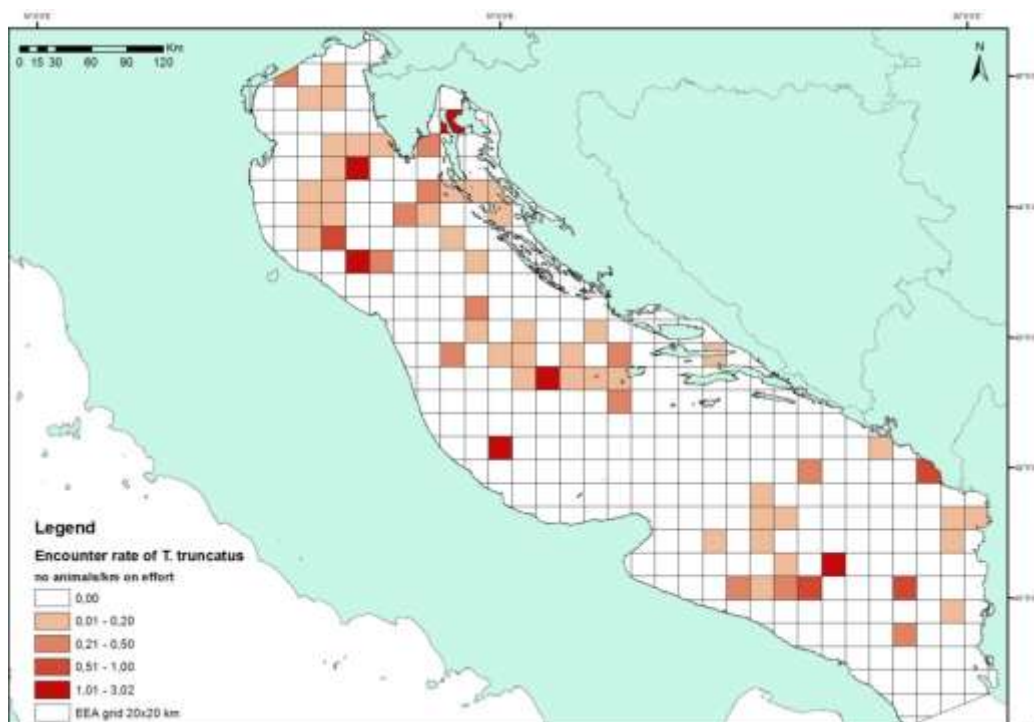 Km
0 15 30 60 90 120
N
Legend
Encounter rate of T. truncatus
no animals/km on effort
0,00
0,01 - 0,20
0,21 - 0,50
0,51 - 1,00
1,01 - 3,02
EEA grid 20x20 km